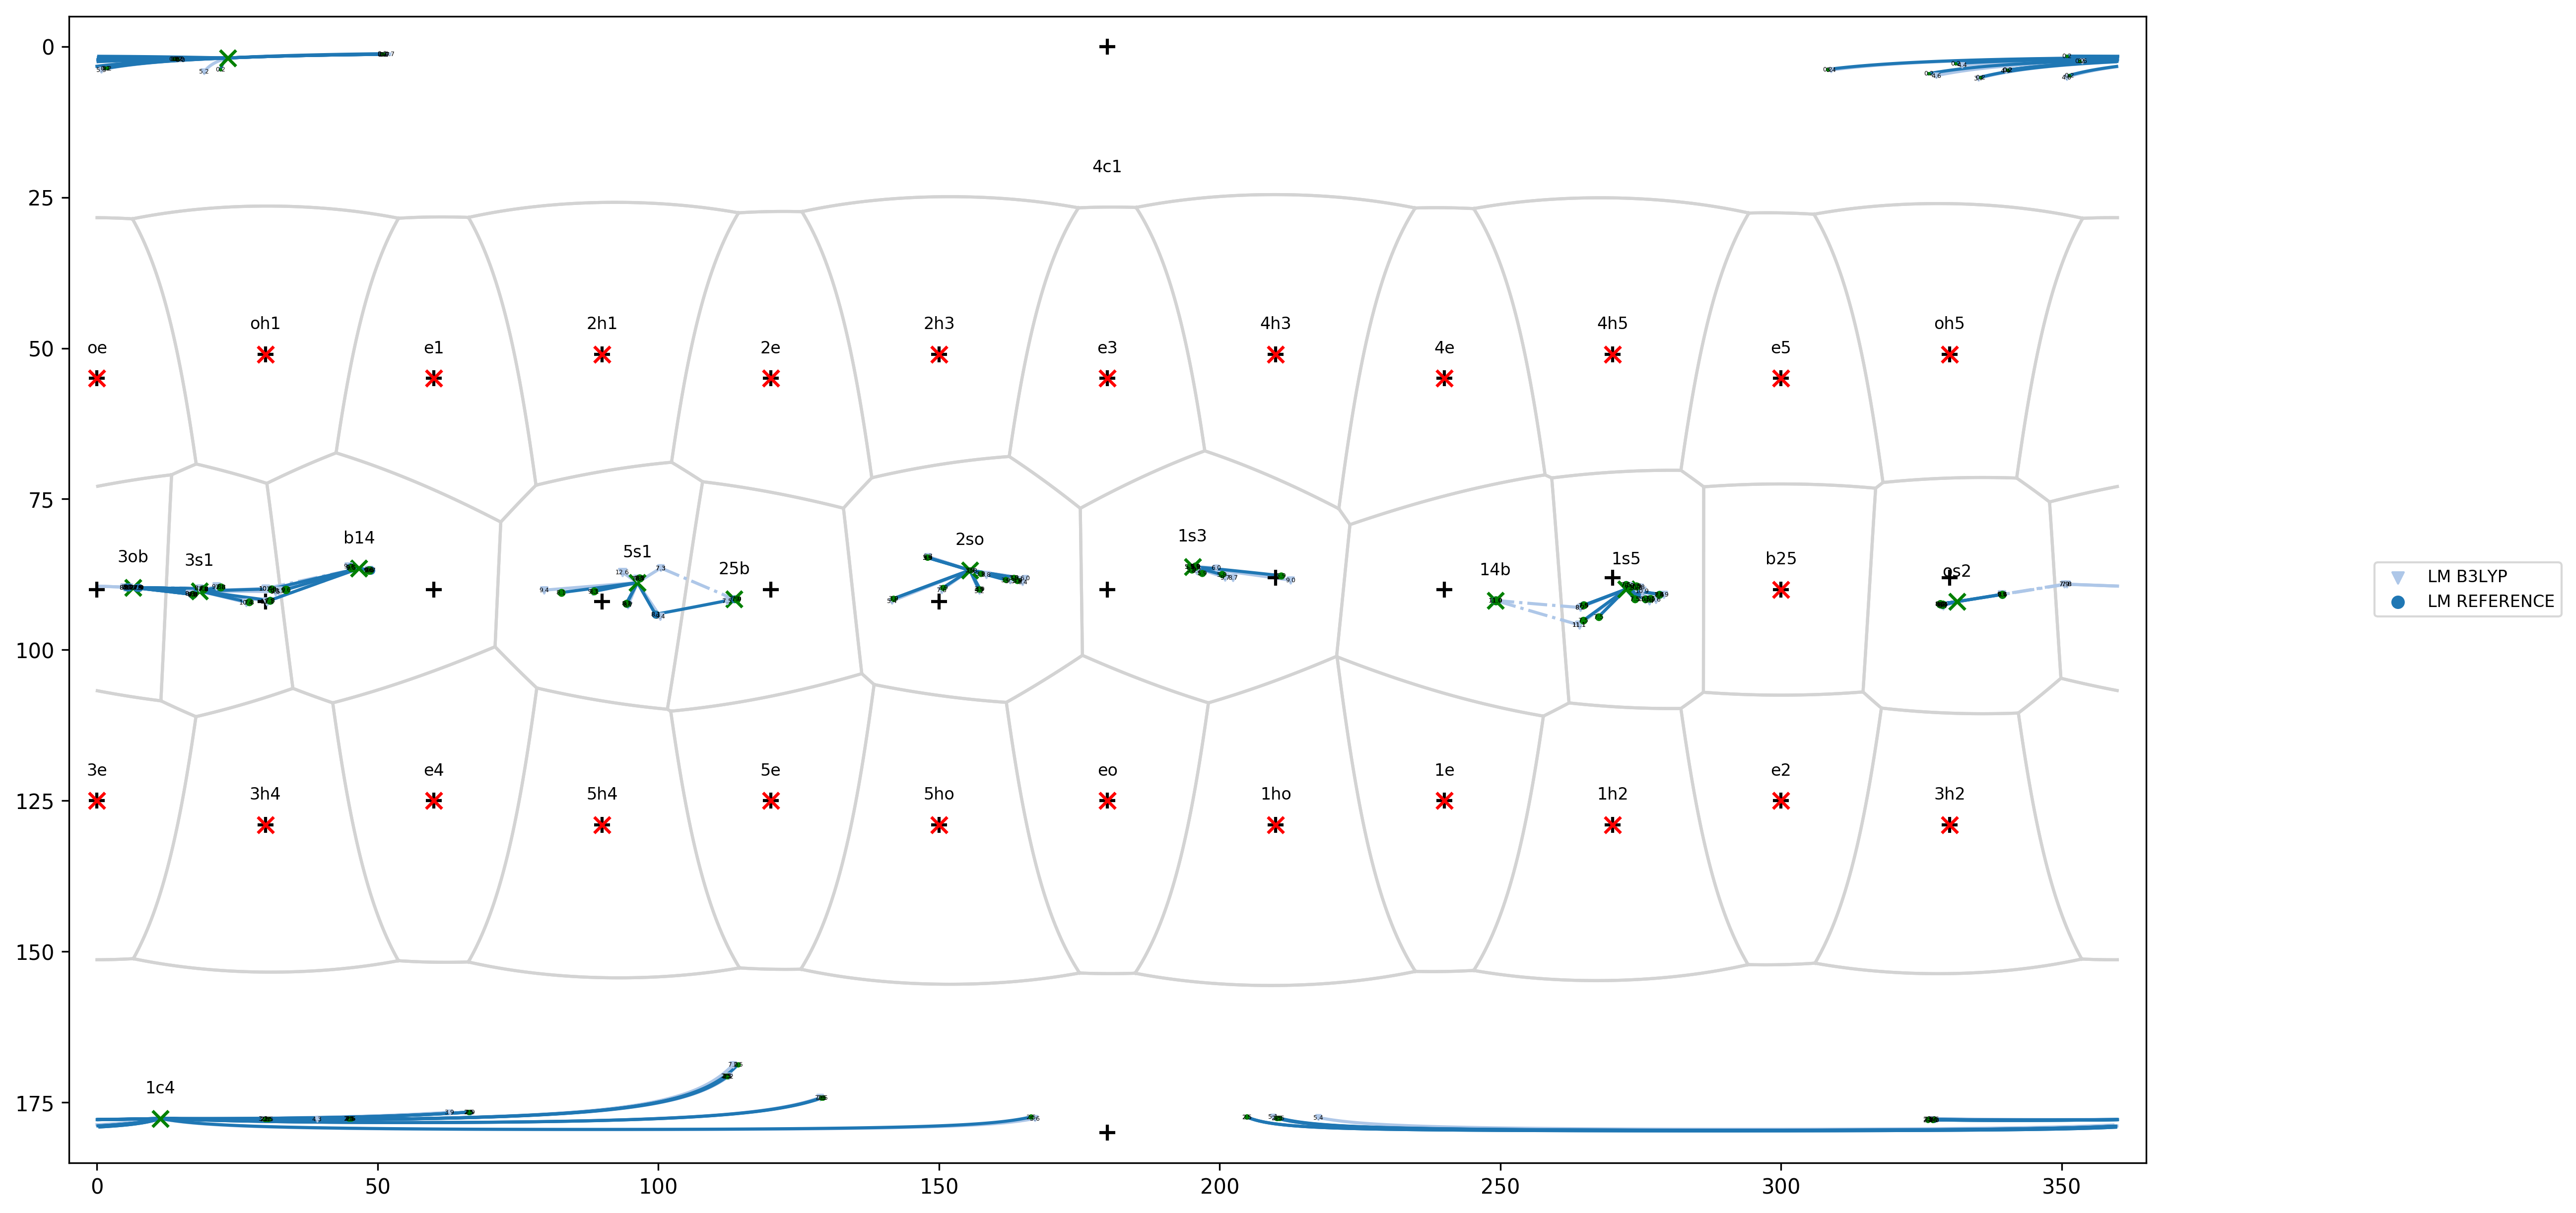 0
4c1
25
oh1 2h1 2h3 4h3 4h5 oh5
oe e1 2e e3 4e e5
50
75
3ob 3s1 b14 5s1 25b 2so 1s3 14b 1s5 b25 os2
LM B3LYP
LM REFERENCE
100
3e e4 5e eo 1e e2
3h4 5h4 5ho 1ho 1h2 3h2
125
150
1c4
175
0 50 100 150 200 250 300 350